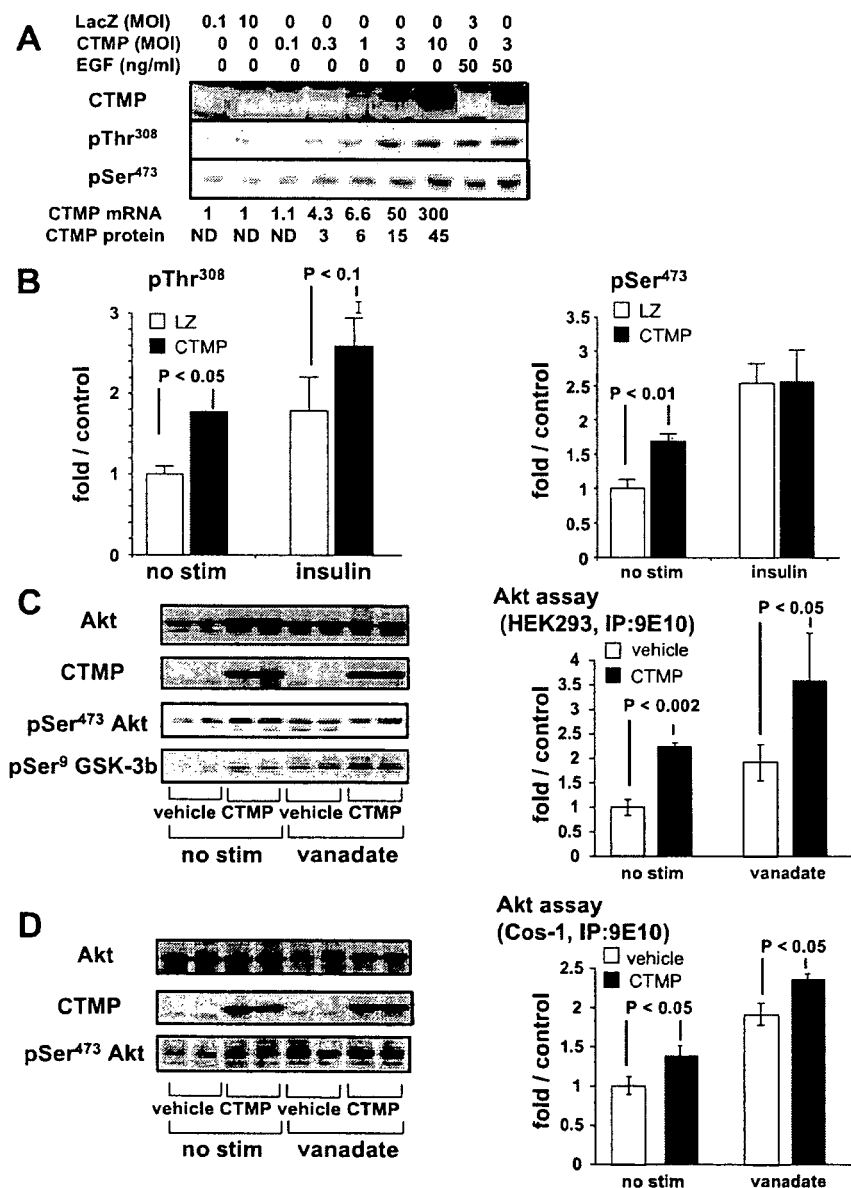 A
LacZ (MOI) 0.1 10 0 0 0 0 0 3 0
CTMP (MOI) 0 0 0.1 0.3 1 3 10 0 3
EGF (ng/ml) 0 0 0 0 0 0 0 50 50
CTMP
pThr308
pSer473
CTMP mRNA 1 1 1.1 4.3 6.6 50 300
CTMP protein ND ND ND 3 6 15 45
B
pThr308
P < 0.1
LZ
CTMP
P < 0.05
fold / control
3
2
1
0
no stim insulin
pSer473
LZ
CTMP
P < 0.01
fold / control
3.5
3
2.5
2
1.5
1
0.5
0
no stim insulin
C
Akt
CTMP
pSer473 Akt
pSer9 GSK-3b
vehicle CTMP vehicle CTMP
no stim vanadate
Akt assay
(HEK293, IP:9E10)
P < 0.05
vehicle
CTMP
P < 0.002
fold / control
4
3.5
3
2.5
2
1.5
1
0.5
0
no stim vanadate
D
Akt
CTMP
pSer473 Akt
vehicle CTMP vehicle CTMP
no stim vanadate
Akt assay
(Cos-1, IP:9E10)
vehicle
CTMP
P < 0.05
P < 0.05
fold / control
2.5
2
1.5
1
0.5
0
no stim vanadate